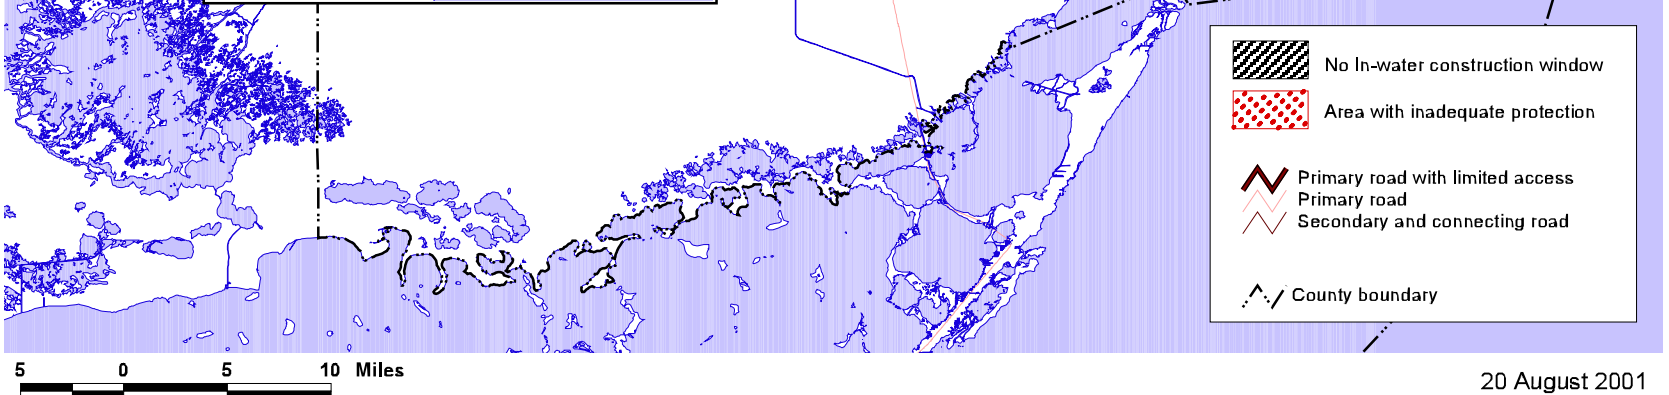 No In-water construction window
Area with inadequate protection
Primary road with limited access
Primary road
Secondary and connecting road
County boundary
5 0 5 10 Miles
20 August 2001